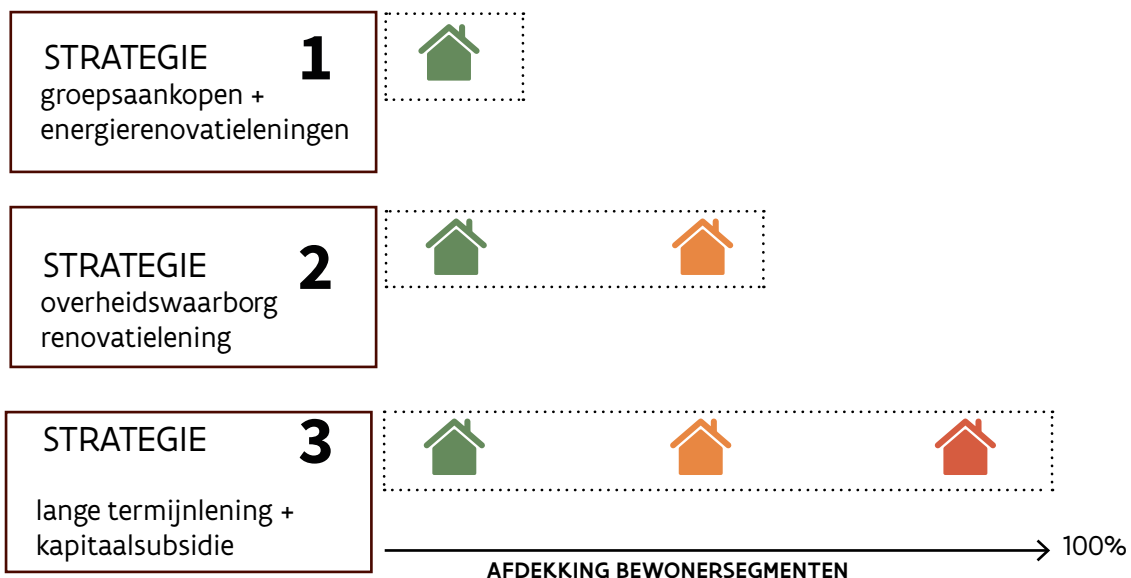 STRATEGIE 1
groepsaankopen +
energierenovatieleningen
STRATEGIE 2
overheidswaarborg
renovatielening
STRATEGIE 3
lange termijnlening +
kapitaalsubsidie
100%
AFDEKKING BEWONERSEGMENTEN